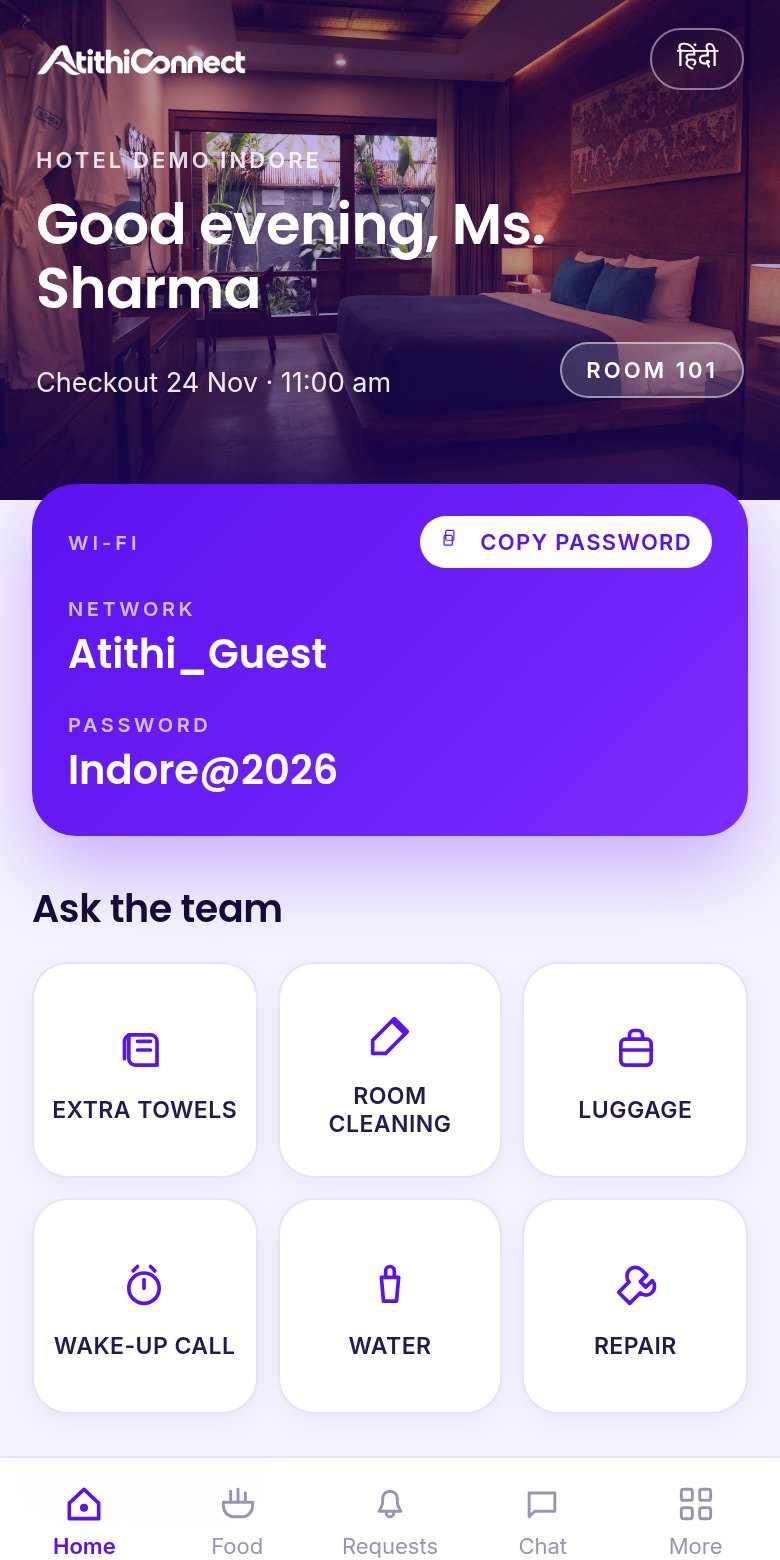 AtithiConnect
हिंदी
HOTEL DEMO INDORE
Good evening, Ms.
Sharma
Checkout 24 Nov · 11:00 am
ROOM 101
WI-FI
COPY PASSWORD
NETWORK
Atithi_Guest
PASSWORD
Indore@2026
Ask the team
EXTRA TOWELS
ROOM
CLEANING
LUGGAGE
WAKE-UP CALL
WATER
REPAIR
Home
Food
Requests
Chat
More